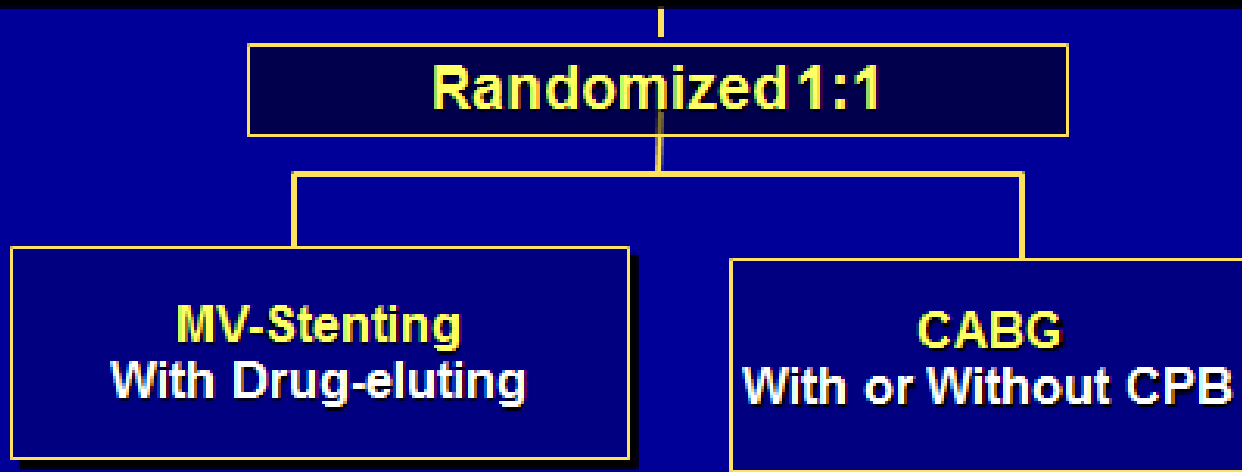 Randomized 1:1
MV-Stenting
With Drug-eluting
CABG
With or Without CPB